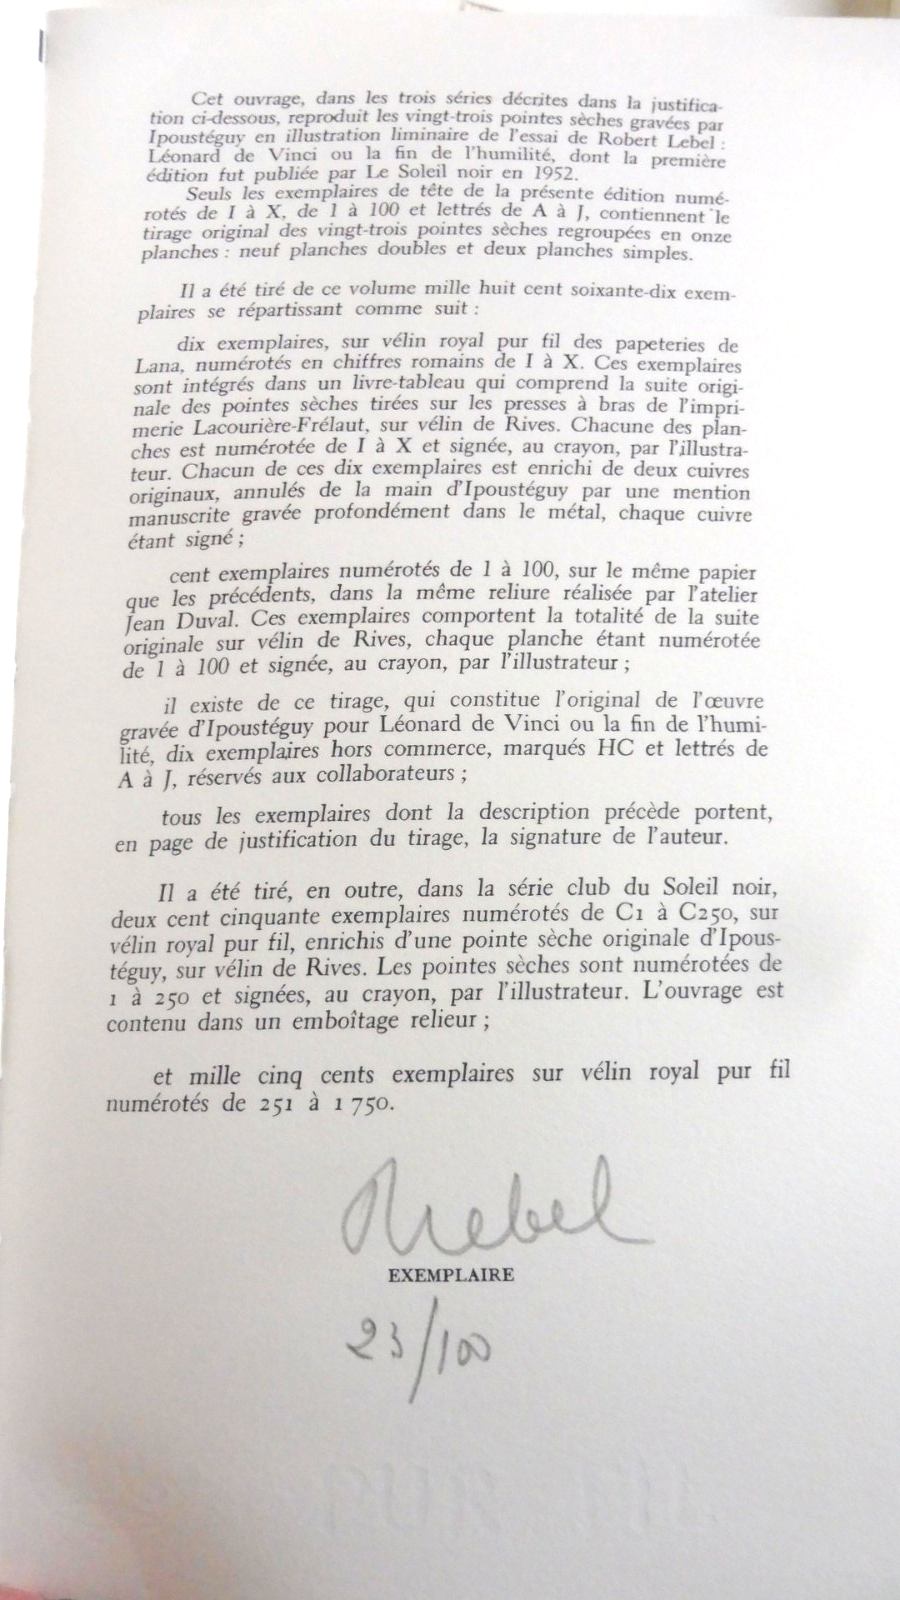 Cet ouvrage, dans les trois séries décrites dans la justifica-
tion ci-dessous, reproduit les vingt-trois pointes sèches gravées par
Ipoustéguy en illustration liminaire de l'essai de Robert Lebel :
Léonard de Vinci ou la fin de l'humilité, dont la première
édition fut publiée par Le Soleil noir en 1952.
Seuls les exemplaires de tête de la présente édition numé-
rotés de I à X, de 1 à 100 et lettrés de A à J, contiennent le
tirage original des vingt-trois pointes sèches regroupées en onze
planches : neuf planches doubles et deux planches simples.
Il a été tiré de ce volume mille huit cent soixante-dix exem-
plaires se répartissant comme suit :
dix exemplaires, sur vélin royal pur fil des papeteries de
Lana, numérotés en chiffres romains de I à X. Ces exemplaires
sont intégrés dans un livre-tableau qui comprend la suite origi-
nale des pointes sèches tirées sur les presses à bras de l'impri-
merie Lacourière-Frélaut, sur vélin de Rives. Chacune des plan-
ches est numérotée de I à X et signée, au crayon, par l'illustra-
teur. Chacun de ces dix exemplaires est enrichi de deux cuivres
originaux, annulés de la main d'Ipoustéguy par une mention
manuscrite gravée profondément dans le métal, chaque cuivre
étant signé ;
cent exemplaires numérotés de 1 à 100, sur le même papier
que les précédents, dans la même reliure réalisée par l'atelier
Jean Duval. Ces exemplaires comportent la totalité de la suite
originale sur vélin de Rives, chaque planche étant numérotée
de 1 à 100 et signée, au crayon, par l'illustrateur ;
il existe de ce tirage, qui constitue l'original de l'œuvre
gravée d'Ipoustéguy pour Léonard de Vinci ou la fin de l'humi-
lité, dix exemplaires hors commerce, marqués HC et lettrés de
A à J, réservés aux collaborateurs ;
tous les exemplaires dont la description précède portent,
en page de justification du tirage, la signature de l'auteur.
Il a été tiré, en outre, dans la série club du Soleil noir,
deux cent cinquante exemplaires numérotés de C1 à C250, sur
vélin royal pur fil, enrichis d'une pointe sèche originale d'Ipous-
téguy, sur vélin de Rives. Les pointes sèches sont numérotées de
1 à 250 et signées, au crayon, par l'illustrateur. L'ouvrage est
contenu dans un emboîtage relieur ;
et mille cinq cents exemplaires sur vélin royal pur fil
numérotés de 251 à 1 750.
RLebel
EXEMPLAIRE
23/100